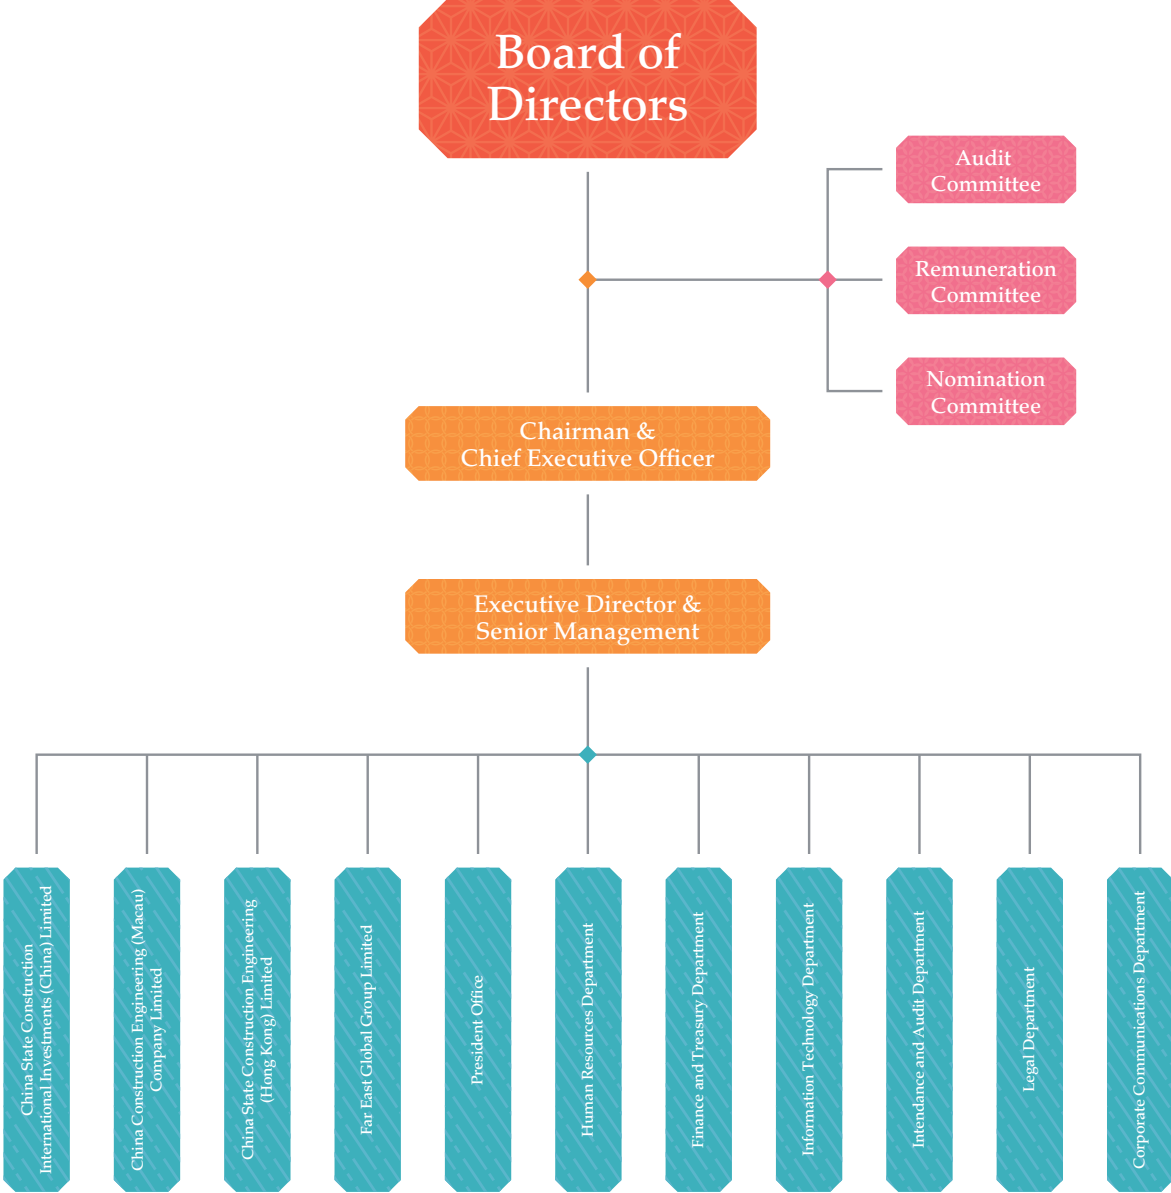 Board of
Directors
Audit
Committee
Remuneration
Committee
Nomination
Committee
Chairman &
Chief Executive Officer
Executive Director &
Senior Management
China State Construction
International Investments (China) Limited
China Construction Engineering (Macau)
Company Limited
China State Construction Engineering
(Hong Kong) Limited
Far East Global Group Limited
President Office
Human Resources Department
Finance and Treasury Department
Information Technology Department
Intendance and Audit Department
Legal Department
Corporate Communications Department